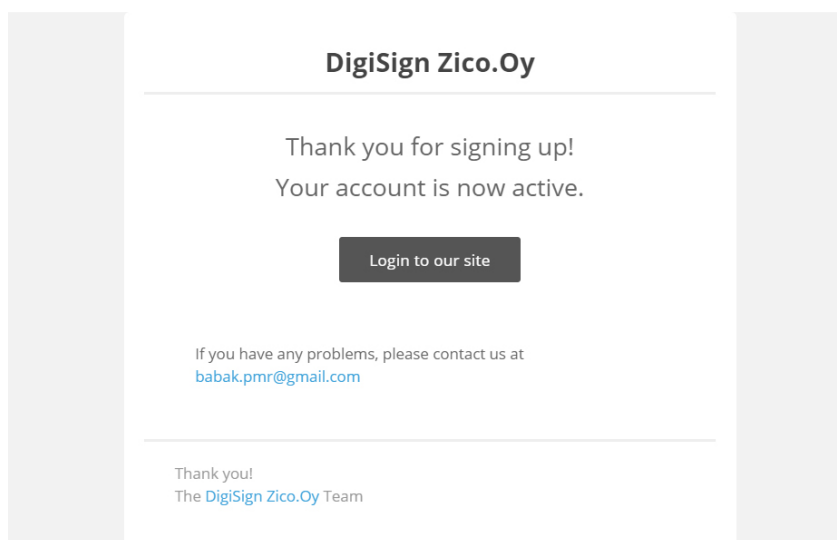 DigiSign Zico.Oy
Thank you for signing up!
Your account is now active.
Login to our site
If you have any problems, please contact us at
babak.pmr@gmail.com
Thank you!
The DigiSign Zico.Oy Team